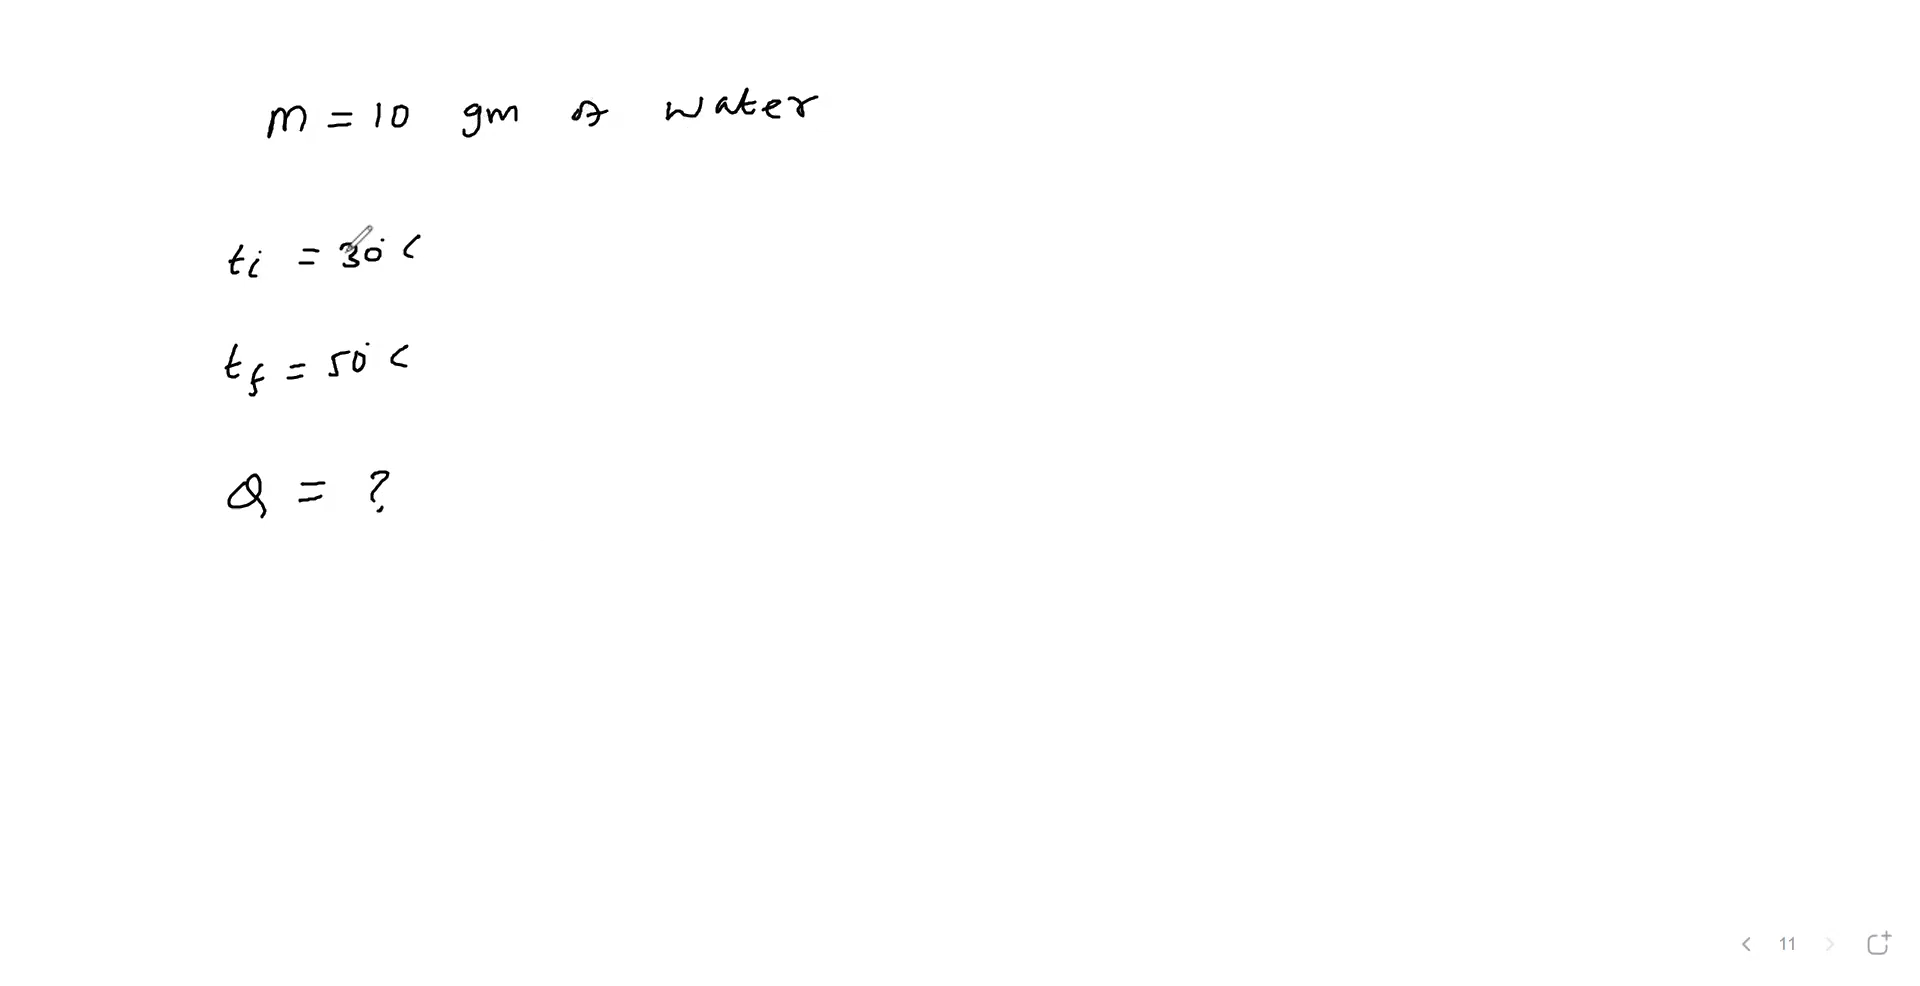 m = 10 gm of water
ti = 30°C
tf = 50°C
Q = ?
11